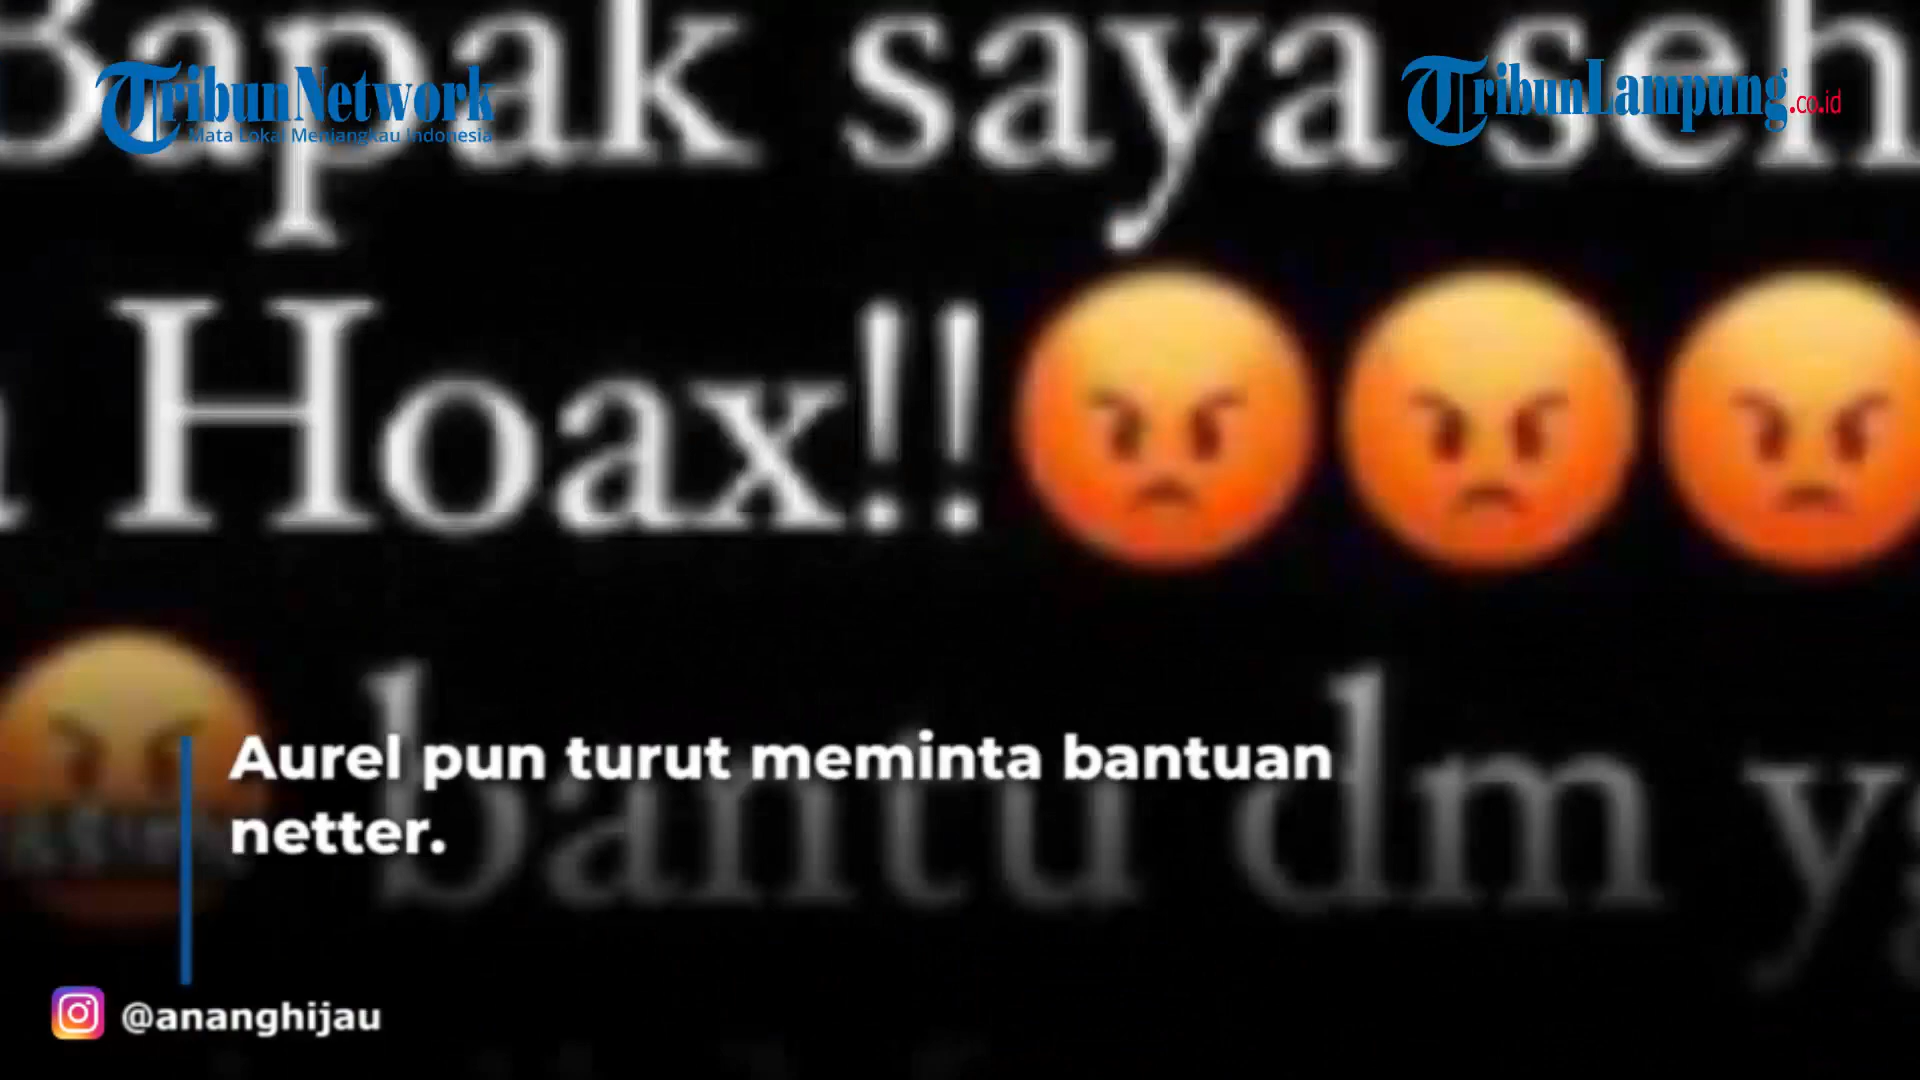 Bapak saya seh
TribunNetwork
Mata Lokal Menjangkau Indonesia
TribunLampung.co.id
Hoax!!
bantu dm
Aurel pun turut meminta bantuan
netter.
@ananghijau